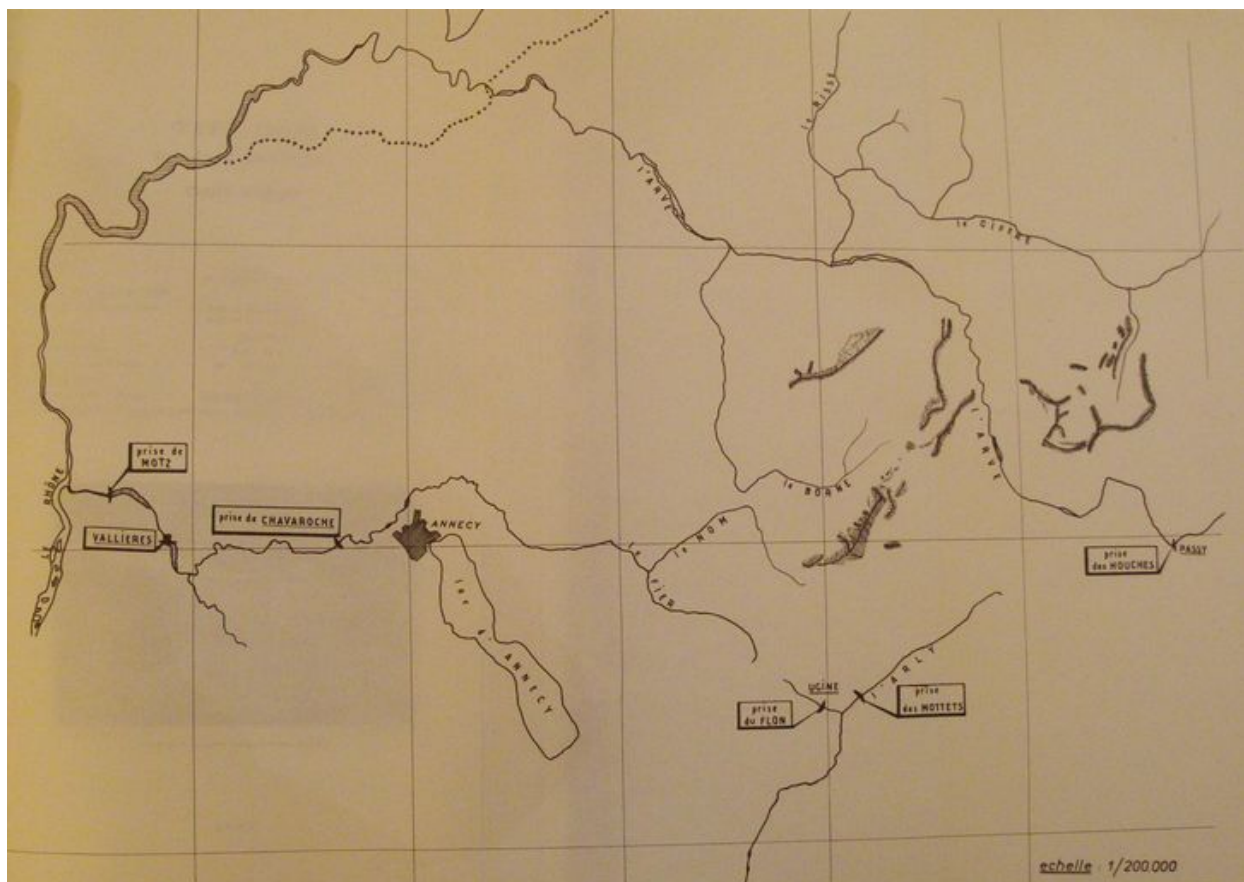 le Risse
l'ARVE
le GIFFRE
l'ARVE
prise de
MOTZ
RHÔNE
le BORNE
prise de CHAVAROCHE
ANNECY
VALLIERES
le NOM
le FIER
prise
des HOUCHES
PASSY
lac d'ANNECY
l'ARLY
UGINE
prise
du FLON
prise
des MOTTETS
echelle : 1/200.000